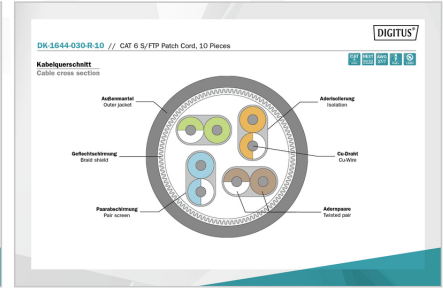 DIGITUS®
DK-1644-030-R-10 // CAT 6 S/FTP Patch Cord, 10 Pieces
Kabelquerschnitt
Cable cross section
Außenmantel
Outer jacket
Aderisolierung
Isolation
Geflechtschirmung
Braid shield
Cu-Draht
Cu-Wire
Paarabschirmung
Pair screen
Aderpaare
Twisted pair